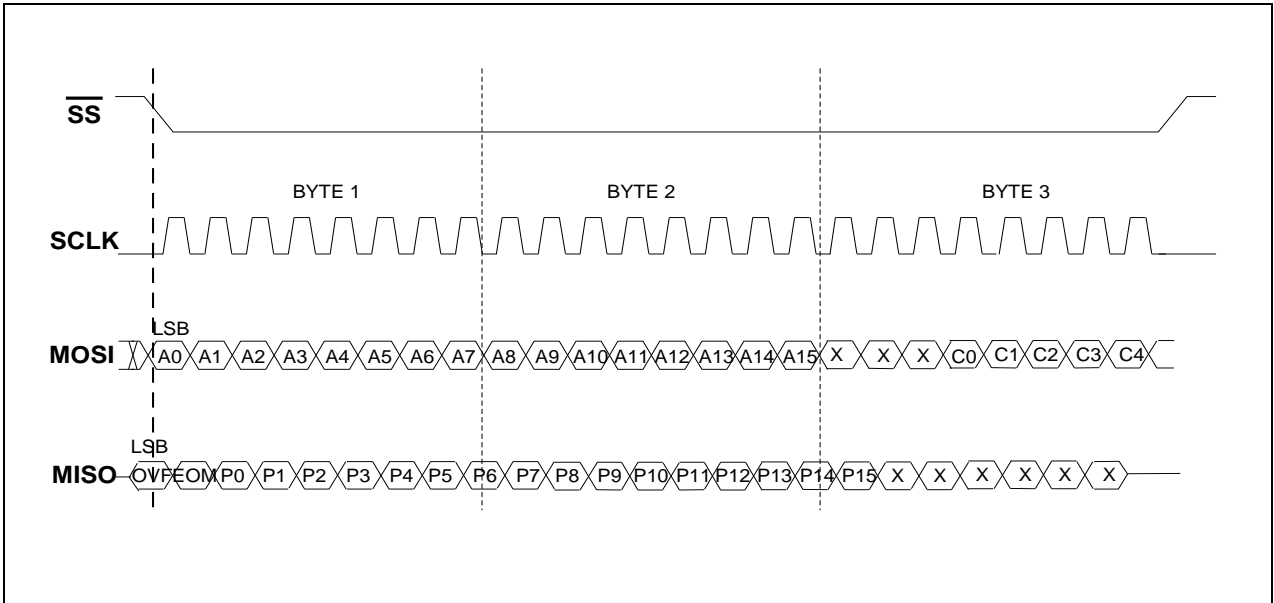 SS
BYTE 1 BYTE 2 BYTE 3
SCLK
LSB
MOSI A0 A1 A2 A3 A4 A5 A6 A7 A8 A9 A10 A11 A12 A13 A14 A15 X X X C0 C1 C2 C3 C4
LSB
MISO OVF EOM P0 P1 P2 P3 P4 P5 P6 P7 P8 P9 P10 P11 P12 P13 P14 P15 X X X X X X